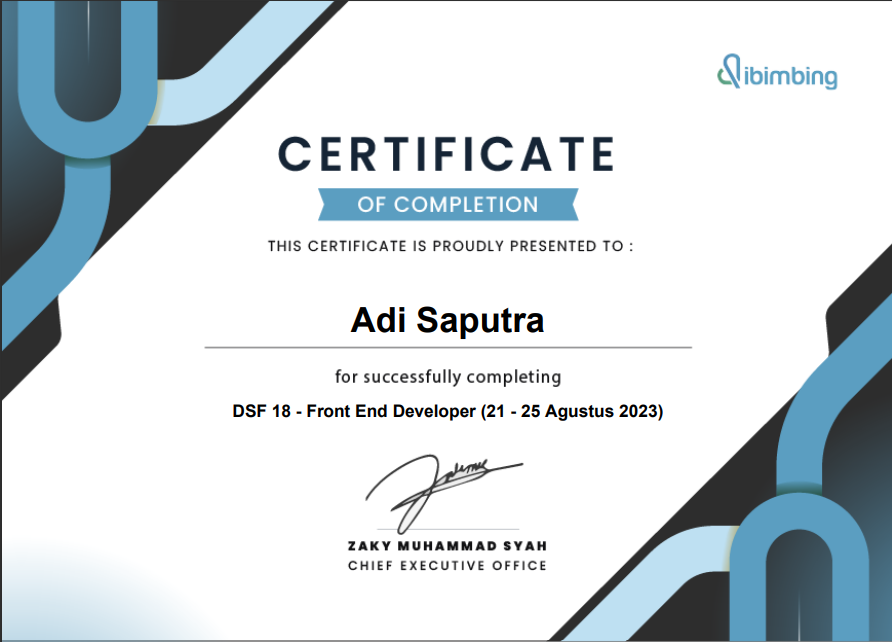 dibimbing
CERTIFICATE
OF COMPLETION
THIS CERTIFICATE IS PROUDLY PRESENTED TO :
Adi Saputra
for successfully completing
DSF 18 - Front End Developer (21 - 25 Agustus 2023)
ZAKY MUHAMMAD SYAH
CHIEF EXECUTIVE OFFICE